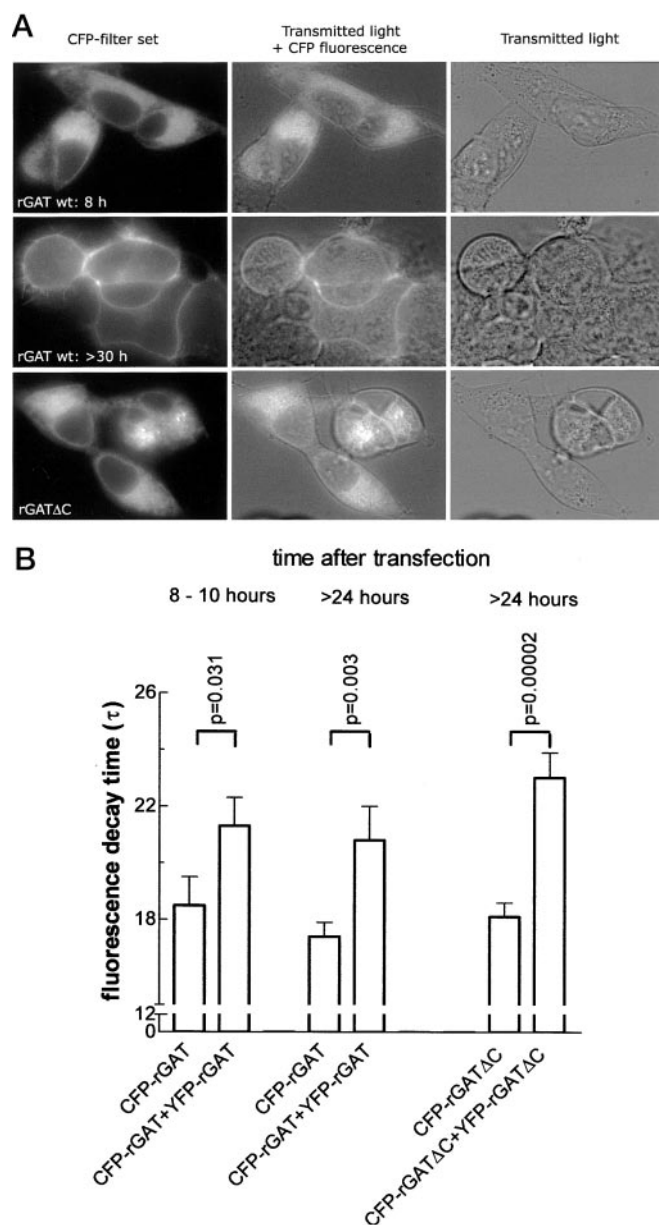 A
CFP-filter set
Transmitted light
+ CFP fluorescence
Transmitted light
rGAT wt: 8 h
rGAT wt: >30 h
rGATΔC
B
time after transfection
8 - 10 hours
>24 hours
>24 hours
p=0.031
p=0.003
p=0.00002
fluorescence decay time (τ)
26
22
18
12
0
CFP-rGAT
CFP-rGAT+YFP-rGAT
CFP-rGAT
CFP-rGAT+YFP-rGAT
CFP-rGATΔC
CFP-rGATΔC+YFP-rGATΔC